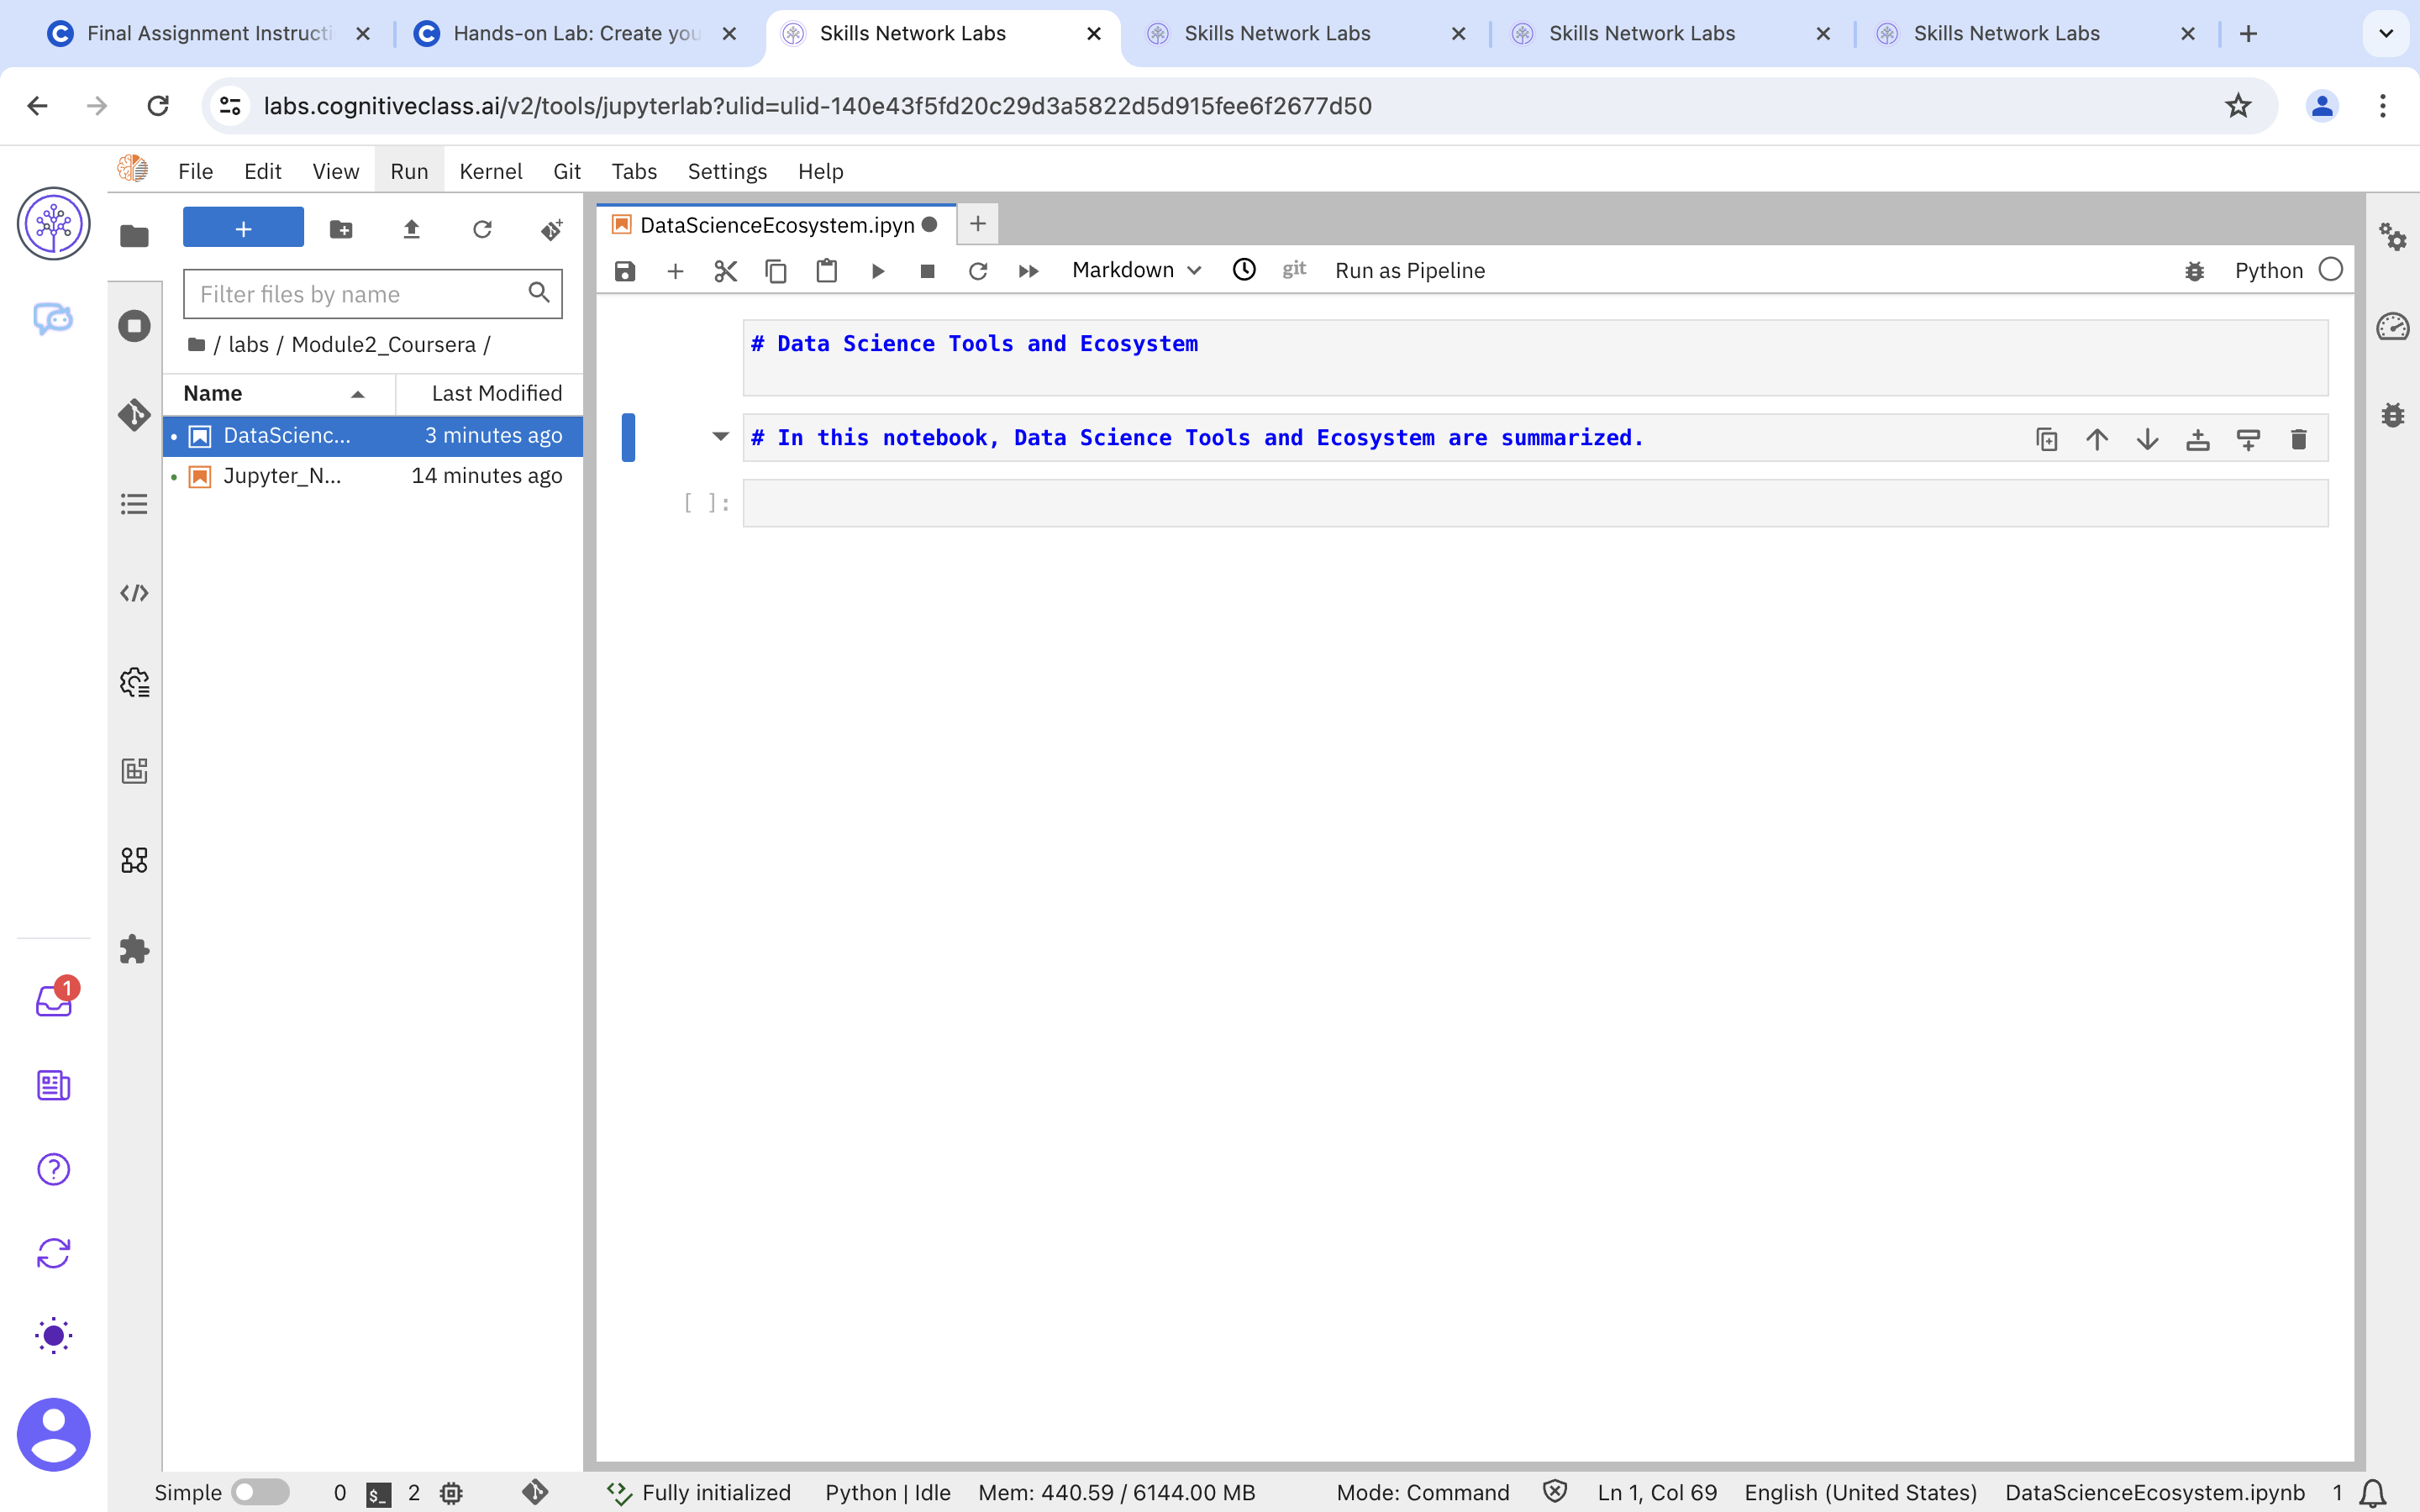 Final Assignment Instructi
Hands-on Lab: Create you
Skills Network Labs
Skills Network Labs
Skills Network Labs
Skills Network Labs
labs.cognitiveclass.ai/v2/tools/jupyterlab?ulid=ulid-140e43f5fd20c29d3a5822d5d915fee6f2677d50
File Edit View Run Kernel Git Tabs Settings Help
DataScienceEcosystem.ipyn
Markdown
git
Run as Pipeline
Python
Filter files by name
/ labs / Module2_Coursera /
Name Last Modified
DataScienc... 3 minutes ago
Jupyter_N... 14 minutes ago
# Data Science Tools and Ecosystem
# In this notebook, Data Science Tools and Ecosystem are summarized.
[ ]:
1
Simple 0 $_ 2 Fully initialized Python | Idle Mem: 440.59 / 6144.00 MB Mode: Command Ln 1, Col 69 English (United States) DataScienceEcosystem.ipynb 1